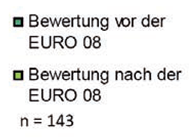 Bewertung vor der
EURO 08
Bewertung nach der
EURO 08
n = 143